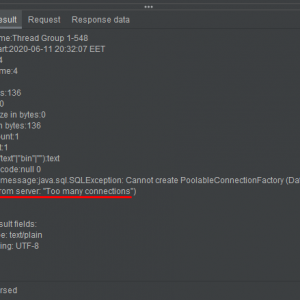 esult Request Response data
me:Thread Group 1-548
art:2020-06-11 20:32:07 EET
4
me:4
s:136
0
ize in bytes:0
n bytes:136
ount:1
t:1
text"|"bin"|""):text
code:null 0
message:java.sql.SQLException: Cannot create PoolableConnectionFactory (Da
rom server: "Too many connections")
sult fields:
e: text/plain
ing: UTF-8
rsed